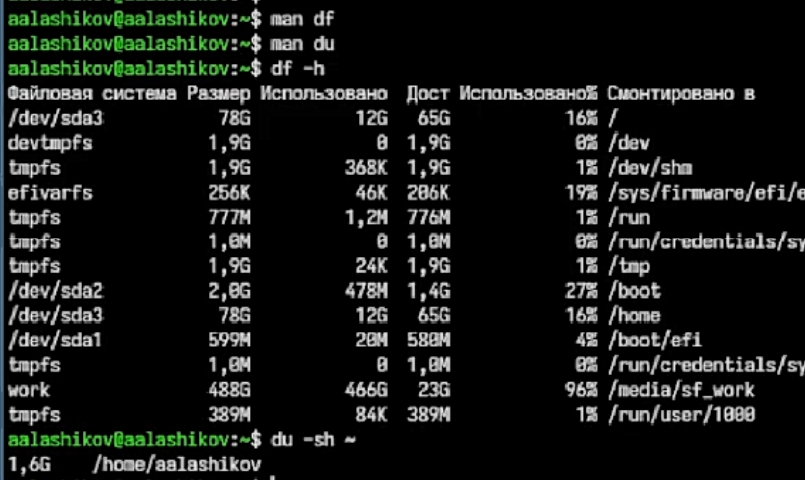 aalashikov@aalashikov:~$ man df
aalashikov@aalashikov:~$ man du
aalashikov@aalashikov:~$ df -h
Файловая система Размер Использовано Дост Использовано% Смонтировано в
/dev/sda3 78G 12G 65G 16% /
devtmpfs 1,9G 0 1,9G 0% /dev
tmpfs 1,9G 368K 1,9G 1% /dev/shm
efivarfs 256K 46K 206K 19% /sys/firmware/efi/e
tmpfs 777M 1,2M 776M 1% /run
tmpfs 1,0M 0 1,0M 0% /run/credentials/sy
tmpfs 1,9G 24K 1,9G 1% /tmp
/dev/sda2 2,0G 478M 1,4G 27% /boot
/dev/sda3 78G 12G 65G 16% /home
/dev/sda1 599M 20M 580M 4% /boot/efi
tmpfs 1,0M 0 1,0M 0% /run/credentials/sy
work 488G 466G 23G 96% /media/sf_work
tmpfs 389M 84K 389M 1% /run/user/1000
aalashikov@aalashikov:~$ du -sh ~
1,6G /home/aalashikov